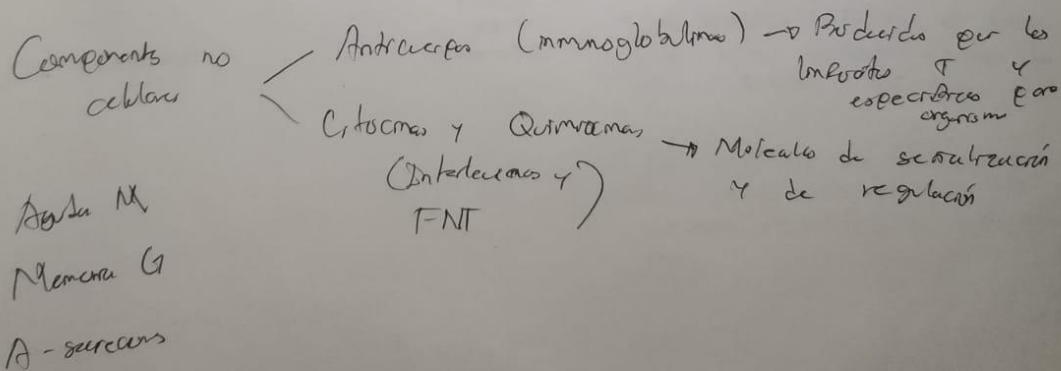 Componentes no
celulares
Anticuerpos (inmunoglobulinas) → Producidos por los
linfocitos T y
específicos para
organismo
Citocinas y Quimiocinas
(Interleucinas y
FNT)
→ Moléculas de señalización
y de regulación
Aguda M
Memoria G
A -